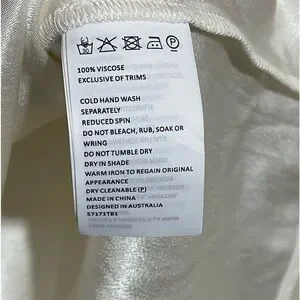 100% VISCOSE
EXCLUSIVE OF TRIMS
COLD HAND WASH
SEPARATELY
REDUCED SPIN
DO NOT BLEACH, RUB, SOAK OR
WRING
DO NOT TUMBLE DRY
DRY IN SHADE
WARM IRON TO REGAIN ORIGINAL
APPEARANCE
DRY CLEANABLE (P)
MADE IN CHINA
DESIGNED IN AUSTRALIA
57171TB1